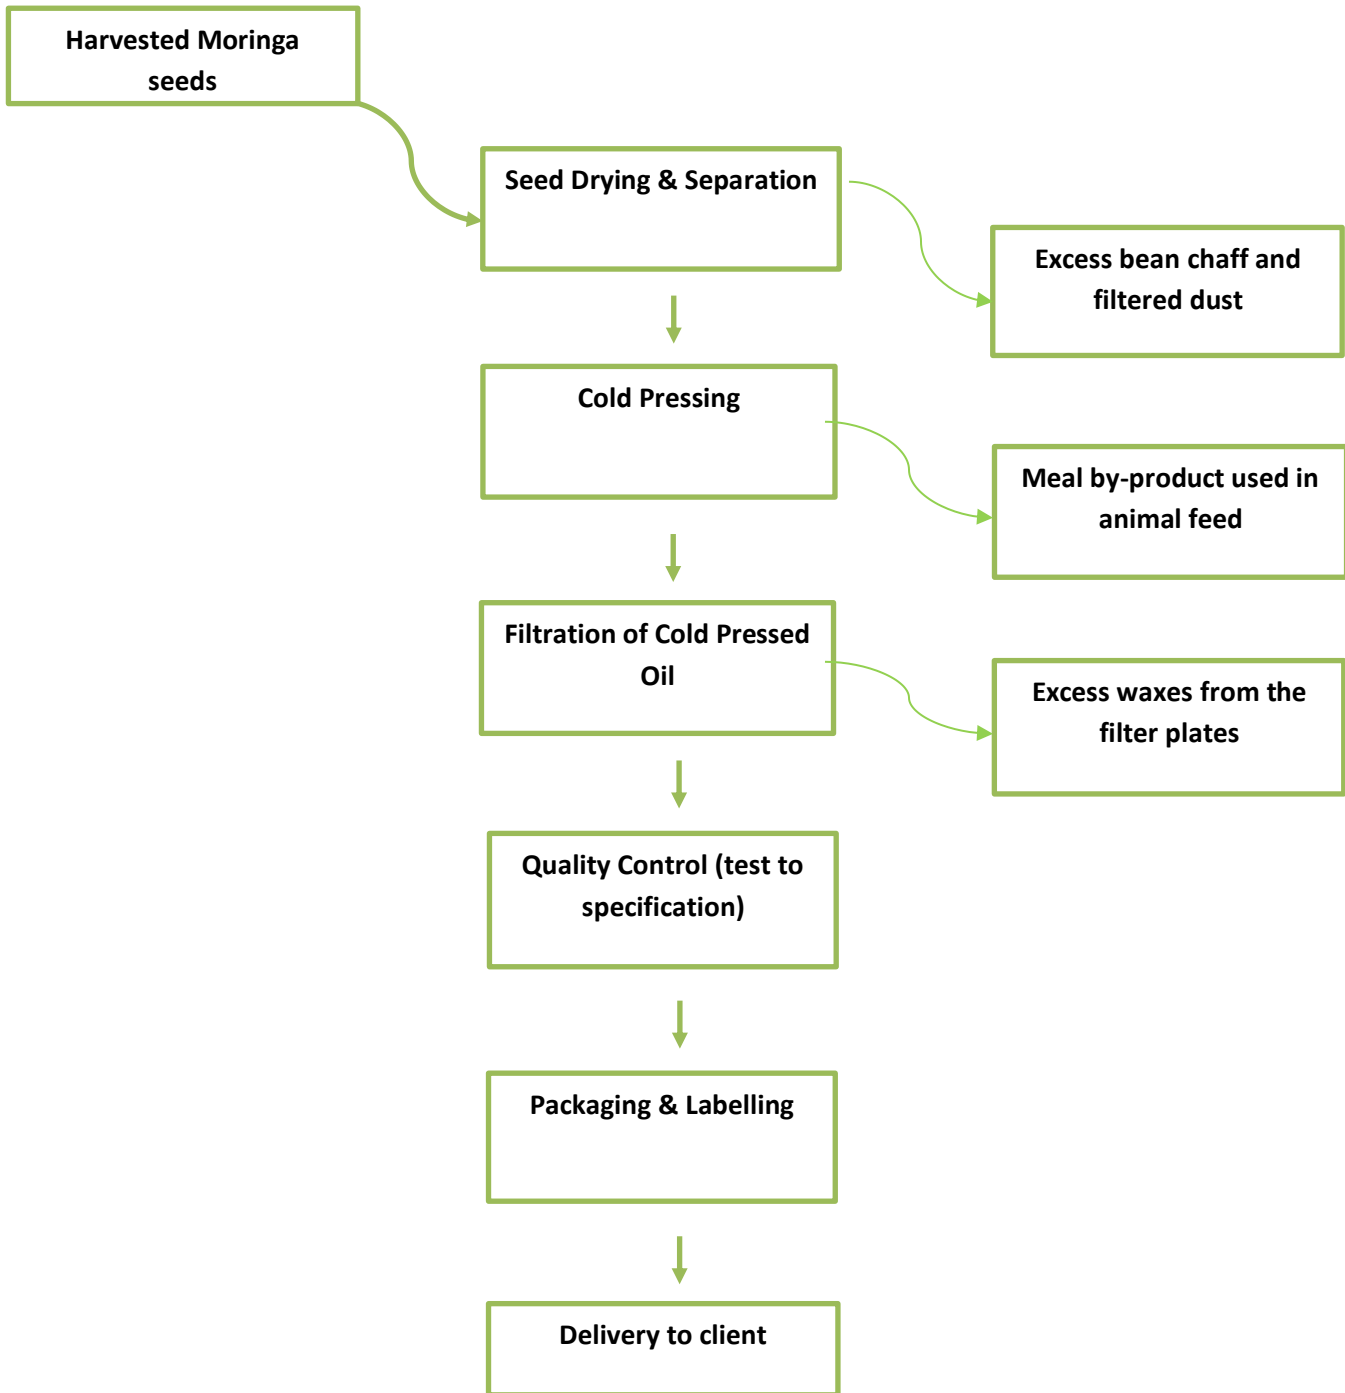 Harvested Moringa
seeds
Seed Drying & Separation
Excess bean chaff and
filtered dust
Cold Pressing
Meal by-product used in
animal feed
Filtration of Cold Pressed
Oil
Excess waxes from the
filter plates
Quality Control (test to
specification)
Packaging & Labelling
Delivery to client